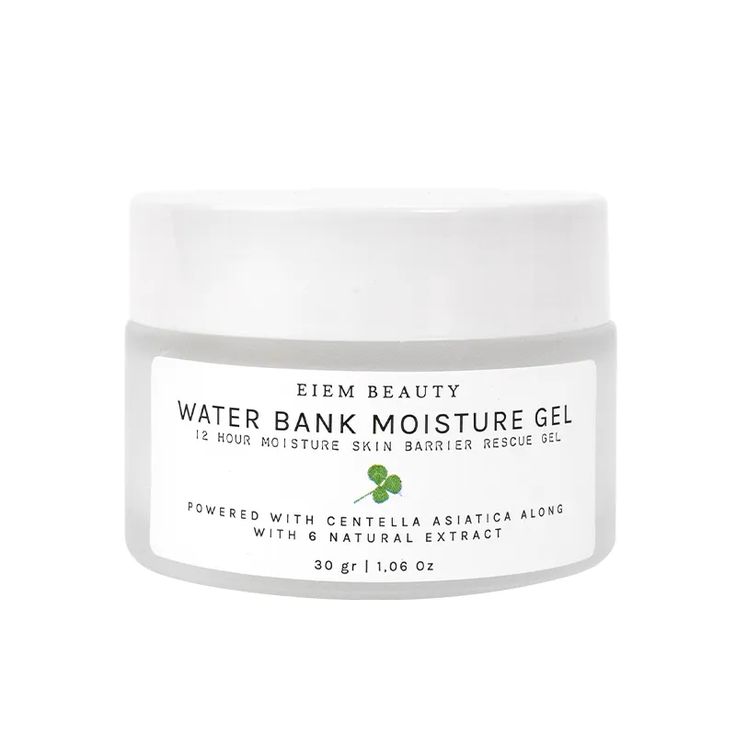 EIEM BEAUTY
WATER BANK MOISTURE GEL
12 HOUR MOISTURE SKIN BARRIER RESCUE GEL
POWERED WITH CENTELLA ASIATICA ALONG
WITH 6 NATURAL EXTRACT
30 gr | 1,06 Oz